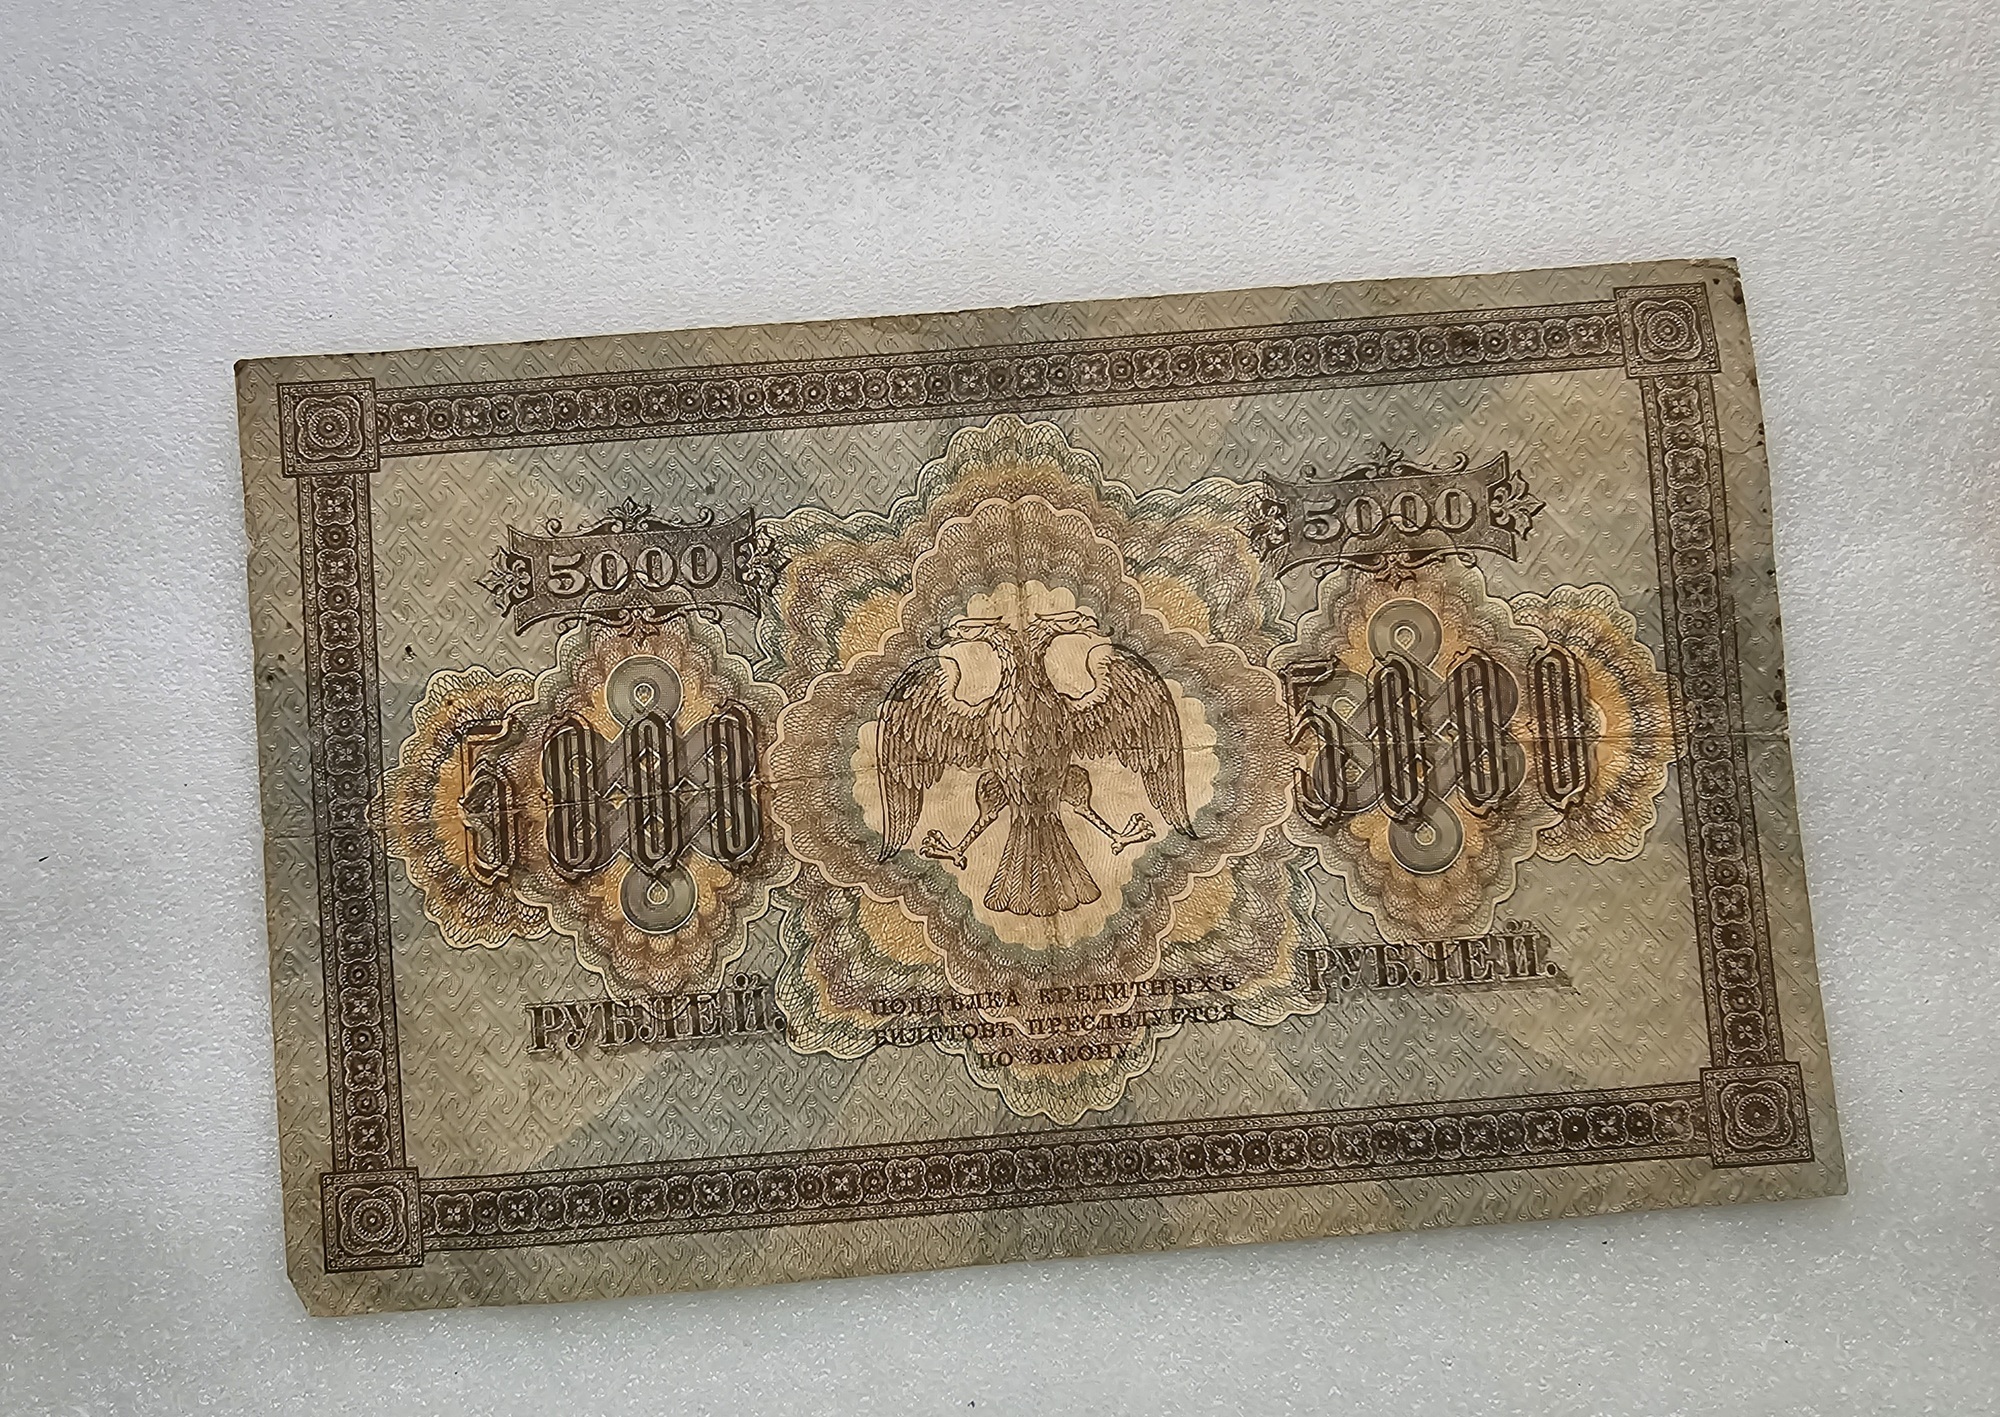 5000
5000
5000
5000
РУБЛЕЙ.
РУБЛЕЙ.
ПОДДѢЛКА КРЕДИТНЫХЪ
БИЛЕТОВЪ ПРЕСЛѢДУЕТСЯ
ПО ЗАКОНУ.